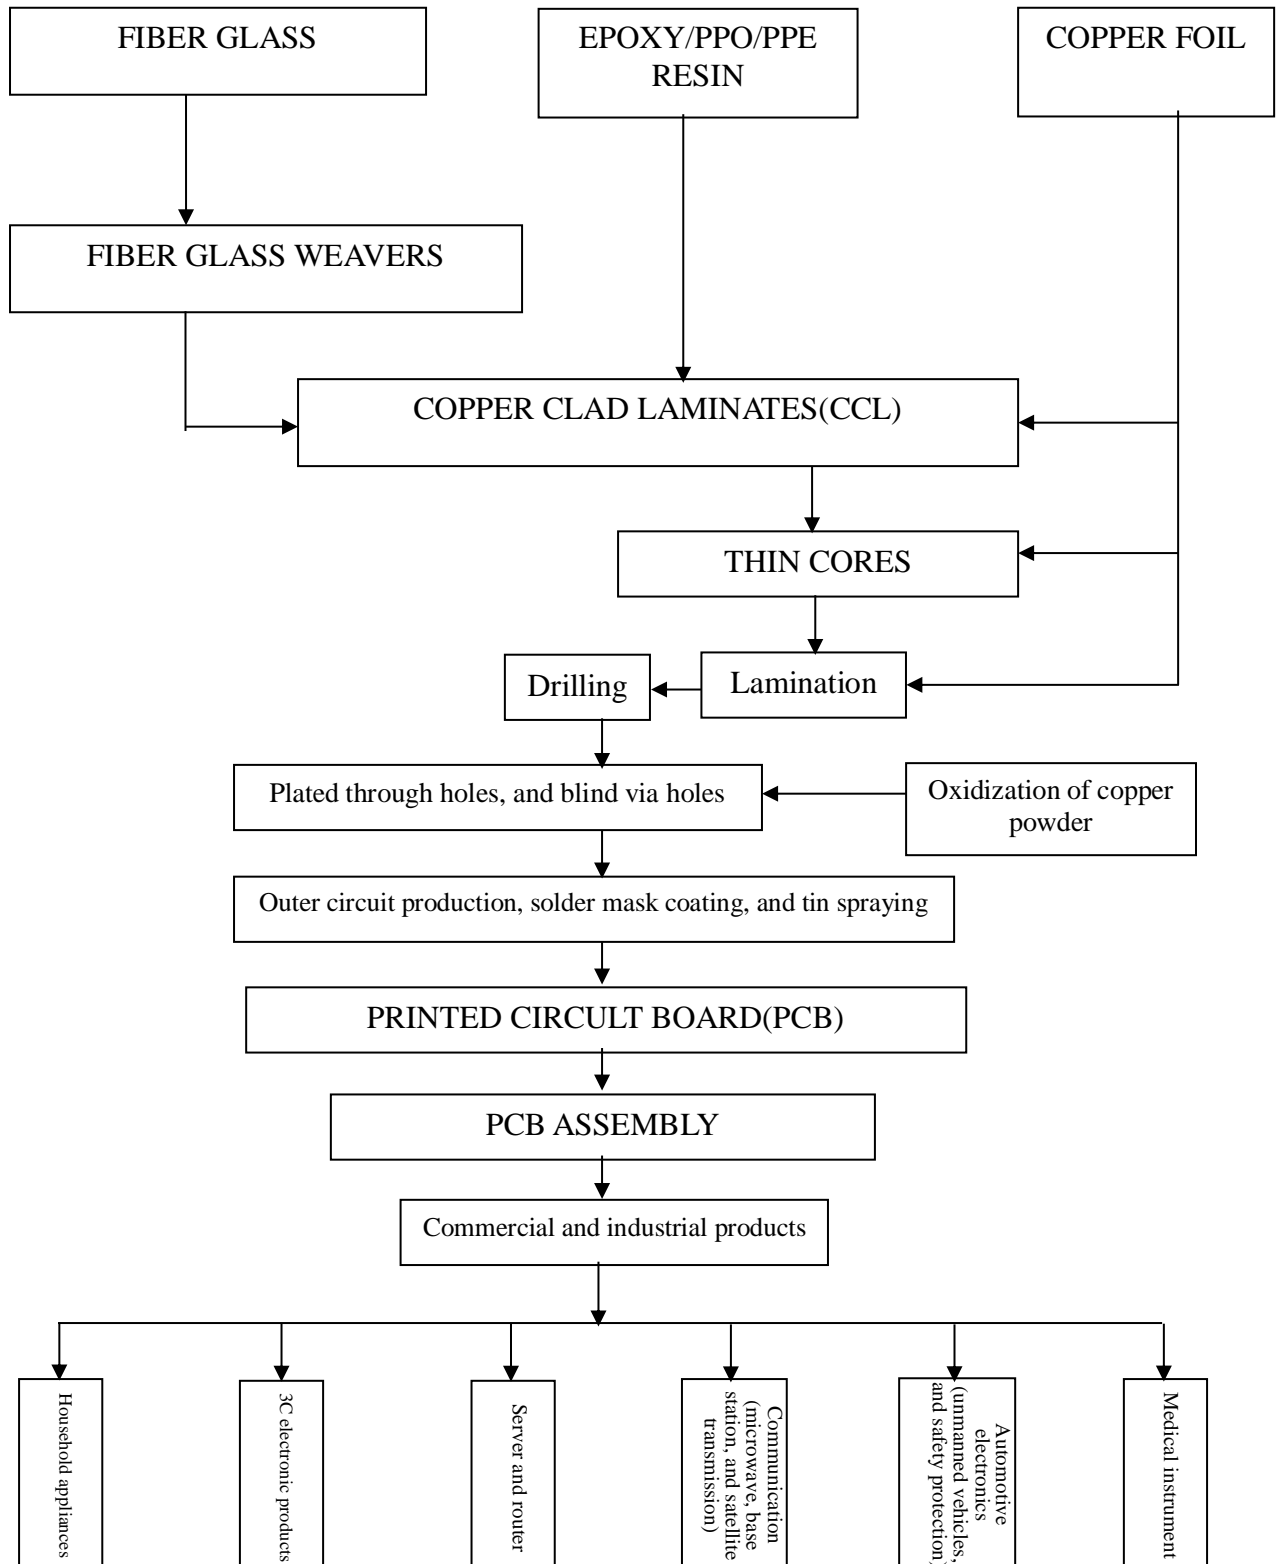 FIBER GLASS
EPOXY/PPO/PPE
RESIN
COPPER FOIL
FIBER GLASS WEAVERS
COPPER CLAD LAMINATES(CCL)
THIN CORES
Drilling
Lamination
Plated through holes, and blind via holes
Oxidization of copper
powder
Outer circuit production, solder mask coating, and tin spraying
PRINTED CIRCULT BOARD(PCB)
PCB ASSEMBLY
Commercial and industrial products
Household appliances
3C electronic products
Server and router
Communication
(microwave, base
station, and satellite
transmission)
Automotive
electronics
(unmanned vehicles,
and safety protection)
Medical instrument